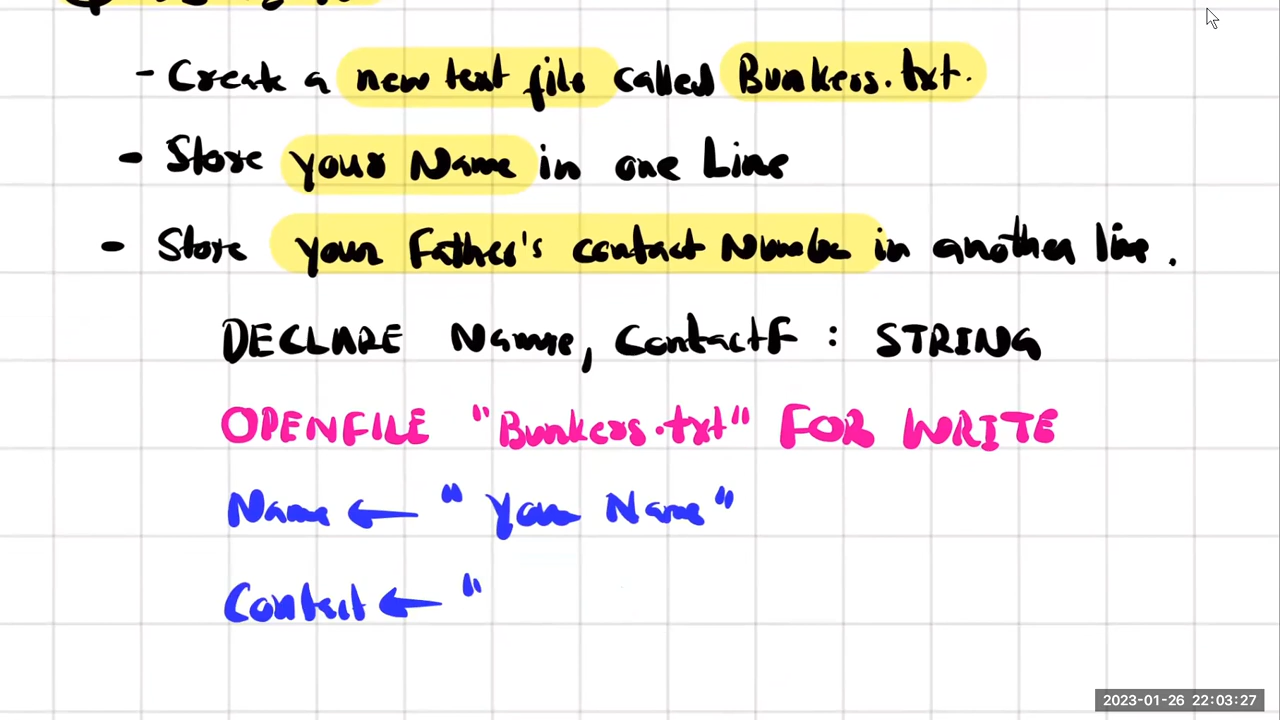 - Create a new text file called Bunkers.txt.
- Store your Name in one Line
- Store your Father's contact Number in another line.
DECLARE Name, ContactF : STRING
OPENFILE "Bunkers.txt" FOR WRITE
Name ← "Your Name"
Contact ← "
2023-01-26 22:03:27